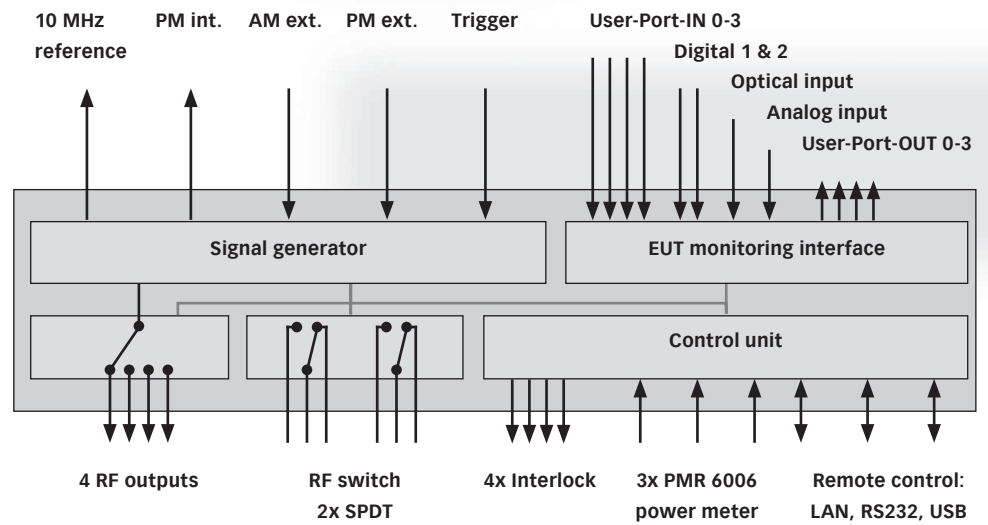 10 MHz
reference
PM int.
AM ext.
PM ext.
Trigger
User-Port-IN 0-3
Digital 1 & 2
Optical input
Analog input
User-Port-OUT 0-3
Signal generator
EUT monitoring interface
Control unit
4 RF outputs
RF switch
2x SPDT
4x Interlock
3x PMR 6006
power meter
Remote control:
LAN, RS232, USB